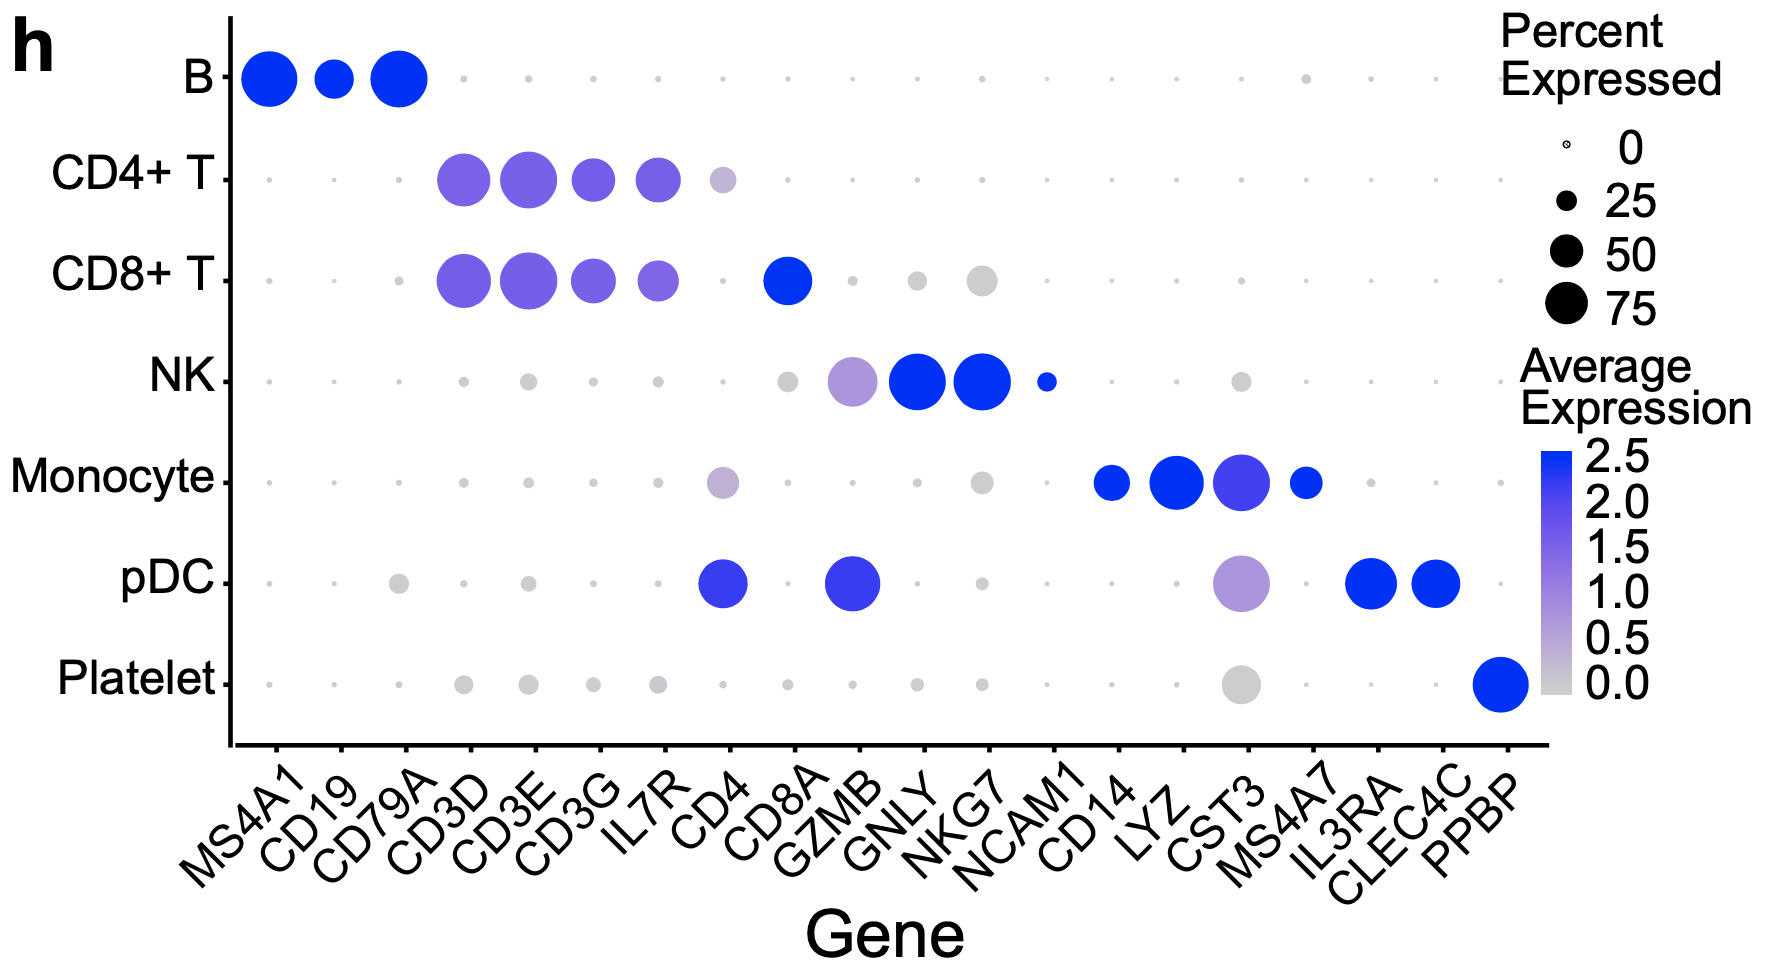 h
B
CD4+ T
CD8+ T
NK
Monocyte
pDC
Platelet
MS4A1
CD19
CD79A
CD3D
CD3E
CD3G
IL7R
CD4
CD8A
GZMB
GNLY
NKG7
NCAM1
CD14
LYZ
CST3
MS4A7
IL3RA
CLEC4C
PPBP
Gene
Percent
Expressed
0
25
50
75
Average
Expression
2.5
2.0
1.5
1.0
0.5
0.0